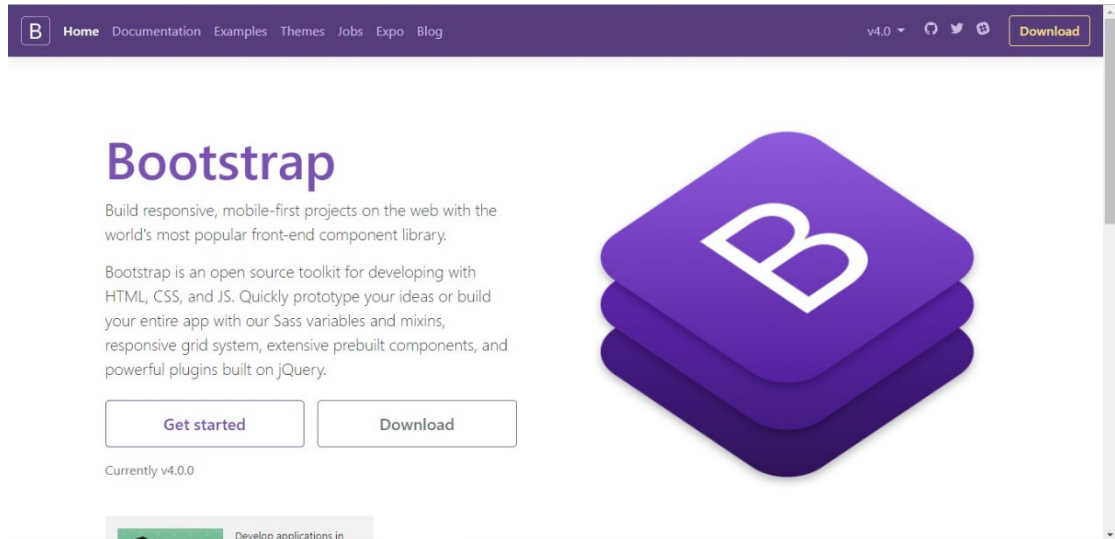 B Home Documentation Examples Themes Jobs Expo Blog v4.0 Download
Bootstrap
Build responsive, mobile-first projects on the web with the
world's most popular front-end component library.
Bootstrap is an open source toolkit for developing with
HTML, CSS, and JS. Quickly prototype your ideas or build
your entire app with our Sass variables and mixins,
responsive grid system, extensive prebuilt components, and
powerful plugins built on jQuery.
Get started Download
Currently v4.0.0
B
Develop applications in